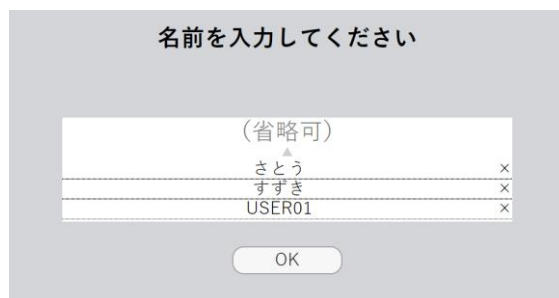 名前を入力してください
（省略可）
▲
さとう ×
すずき ×
USER01 ×
OK